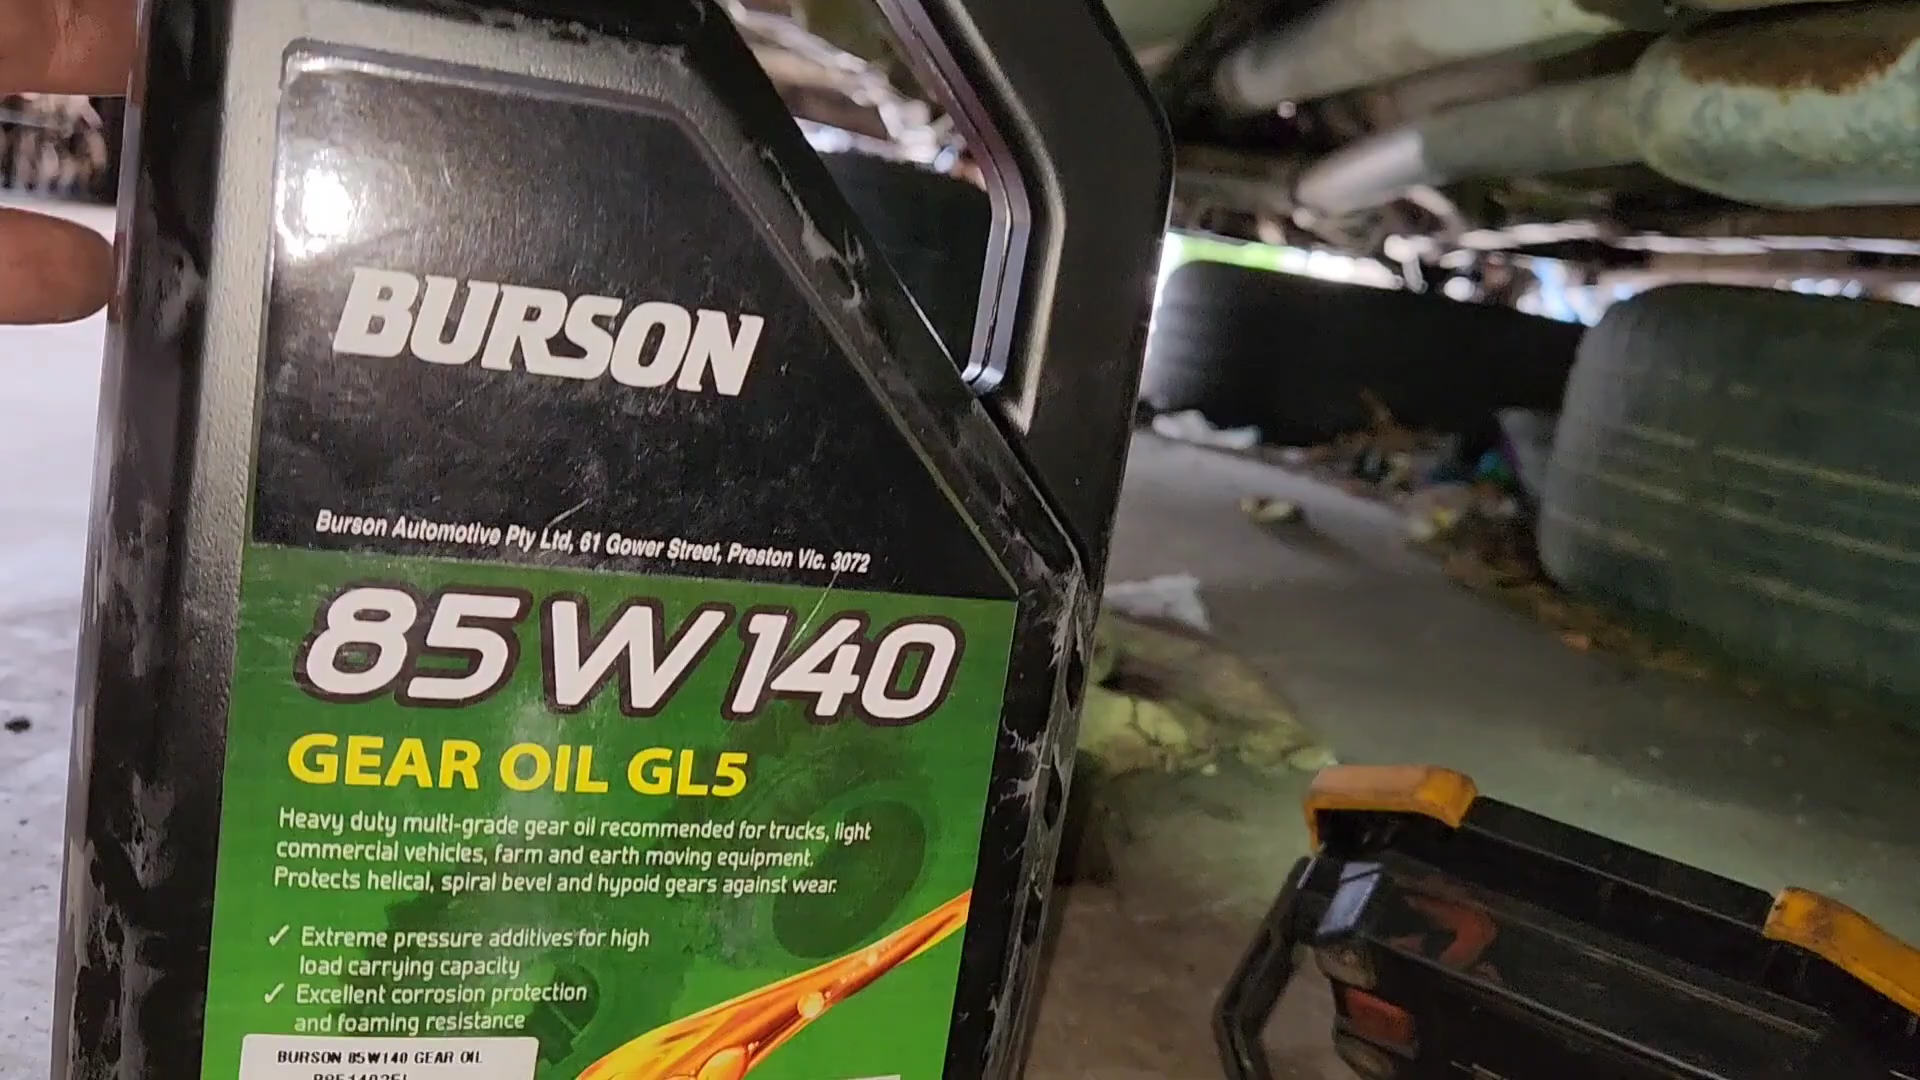 BURSON
Burson Automotive Pty Ltd, 61 Gower Street, Preston Vic. 3072
85W140
GEAR OIL GL5
Heavy duty multi-grade gear oil recommended for trucks, light
commercial vehicles, farm and earth moving equipment.
Protects helical, spiral bevel and hypoid gears against wear.
✓ Extreme pressure additives for high
load carrying capacity
✓ Excellent corrosion protection
and foaming resistance
BURSON 85W140 GEAR OIL